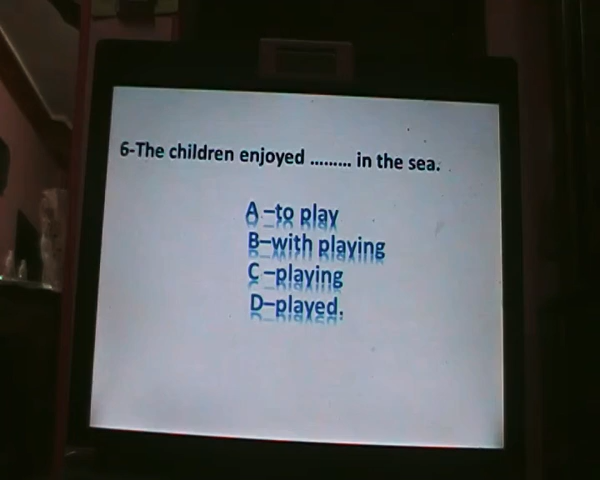 6-The children enjoyed ......... in the sea.
A –to play
B–with playing
C –playing
D–played.